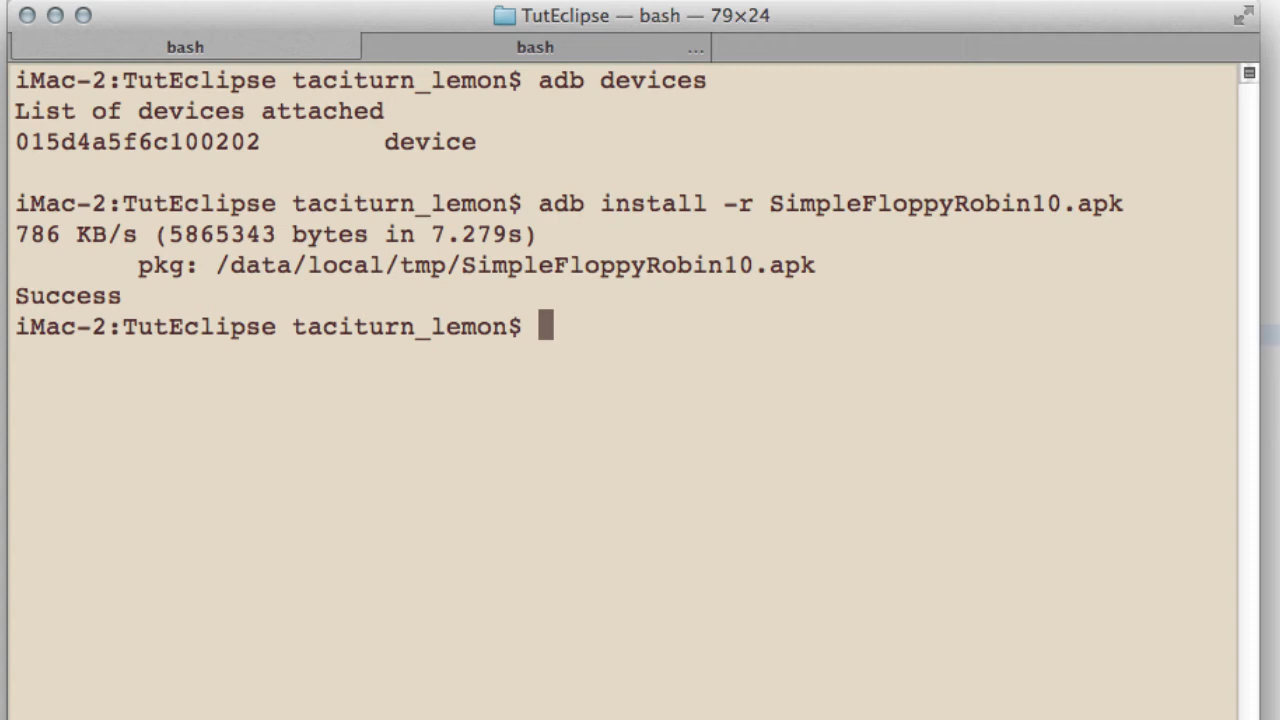 TutEclipse — bash — 79×24
bash
bash ...
iMac-2:TutEclipse taciturn_lemon$ adb devices
List of devices attached
015d4a5f6c100202 device
iMac-2:TutEclipse taciturn_lemon$ adb install -r SimpleFloppyRobin10.apk
786 KB/s (5865343 bytes in 7.279s)
pkg: /data/local/tmp/SimpleFloppyRobin10.apk
Success
iMac-2:TutEclipse taciturn_lemon$